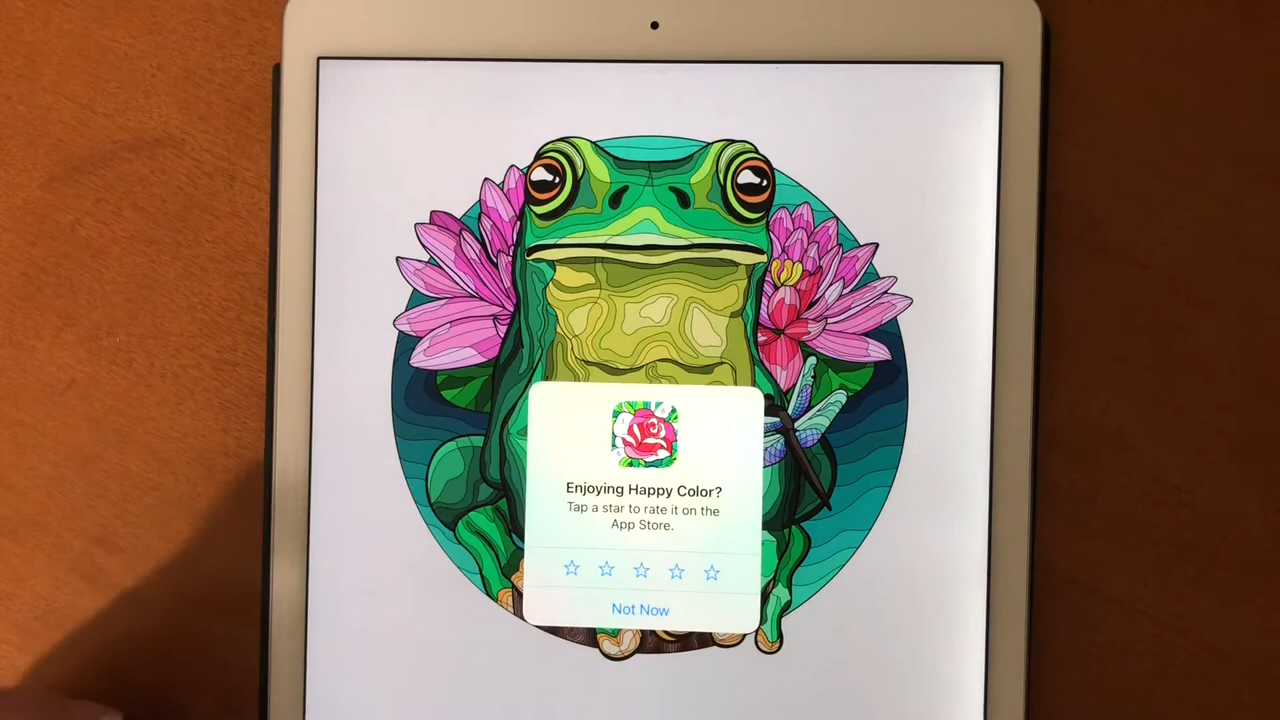 Enjoying Happy Color?
Tap a star to rate it on the
App Store.
Not Now